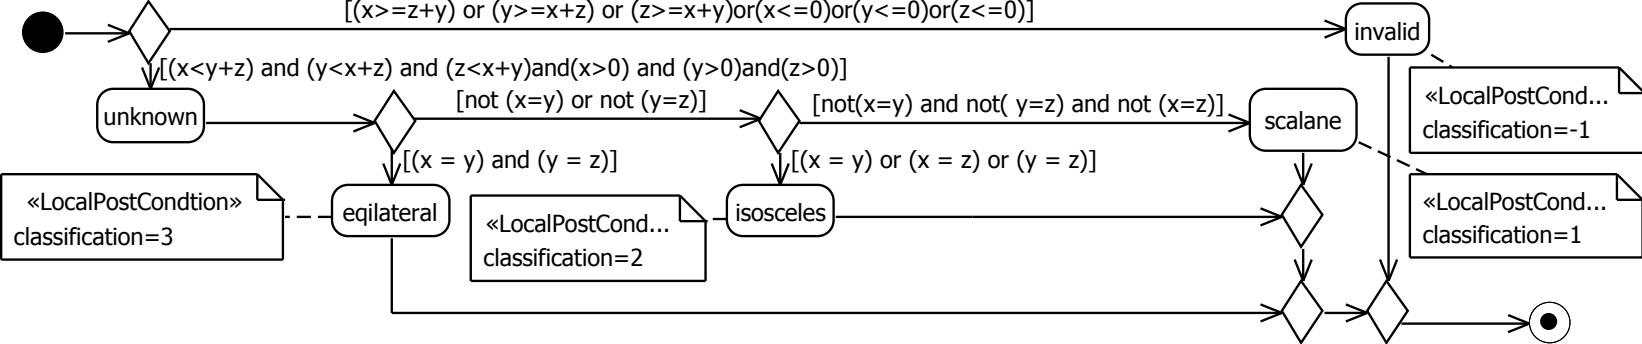 [(x>=z+y) or (y>=x+z) or (z>=x+y)or(x<=0)or(y<=0)or(z<=0)]
invalid
[(x<y+z) and (y<x+z) and (z<x+y)and(x>0) and (y>0)and(z>0)]
unknown
[not (x=y) or not (y=z)]
[not(x=y) and not( y=z) and not (x=z)]
scalane
«LocalPostCond...
classification=-1
[(x = y) and (y = z)]
[(x = y) or (x = z) or (y = z)]
«LocalPostCondtion»
classification=3
eqilateral
«LocalPostCond...
classification=2
isosceles
«LocalPostCond...
classification=1